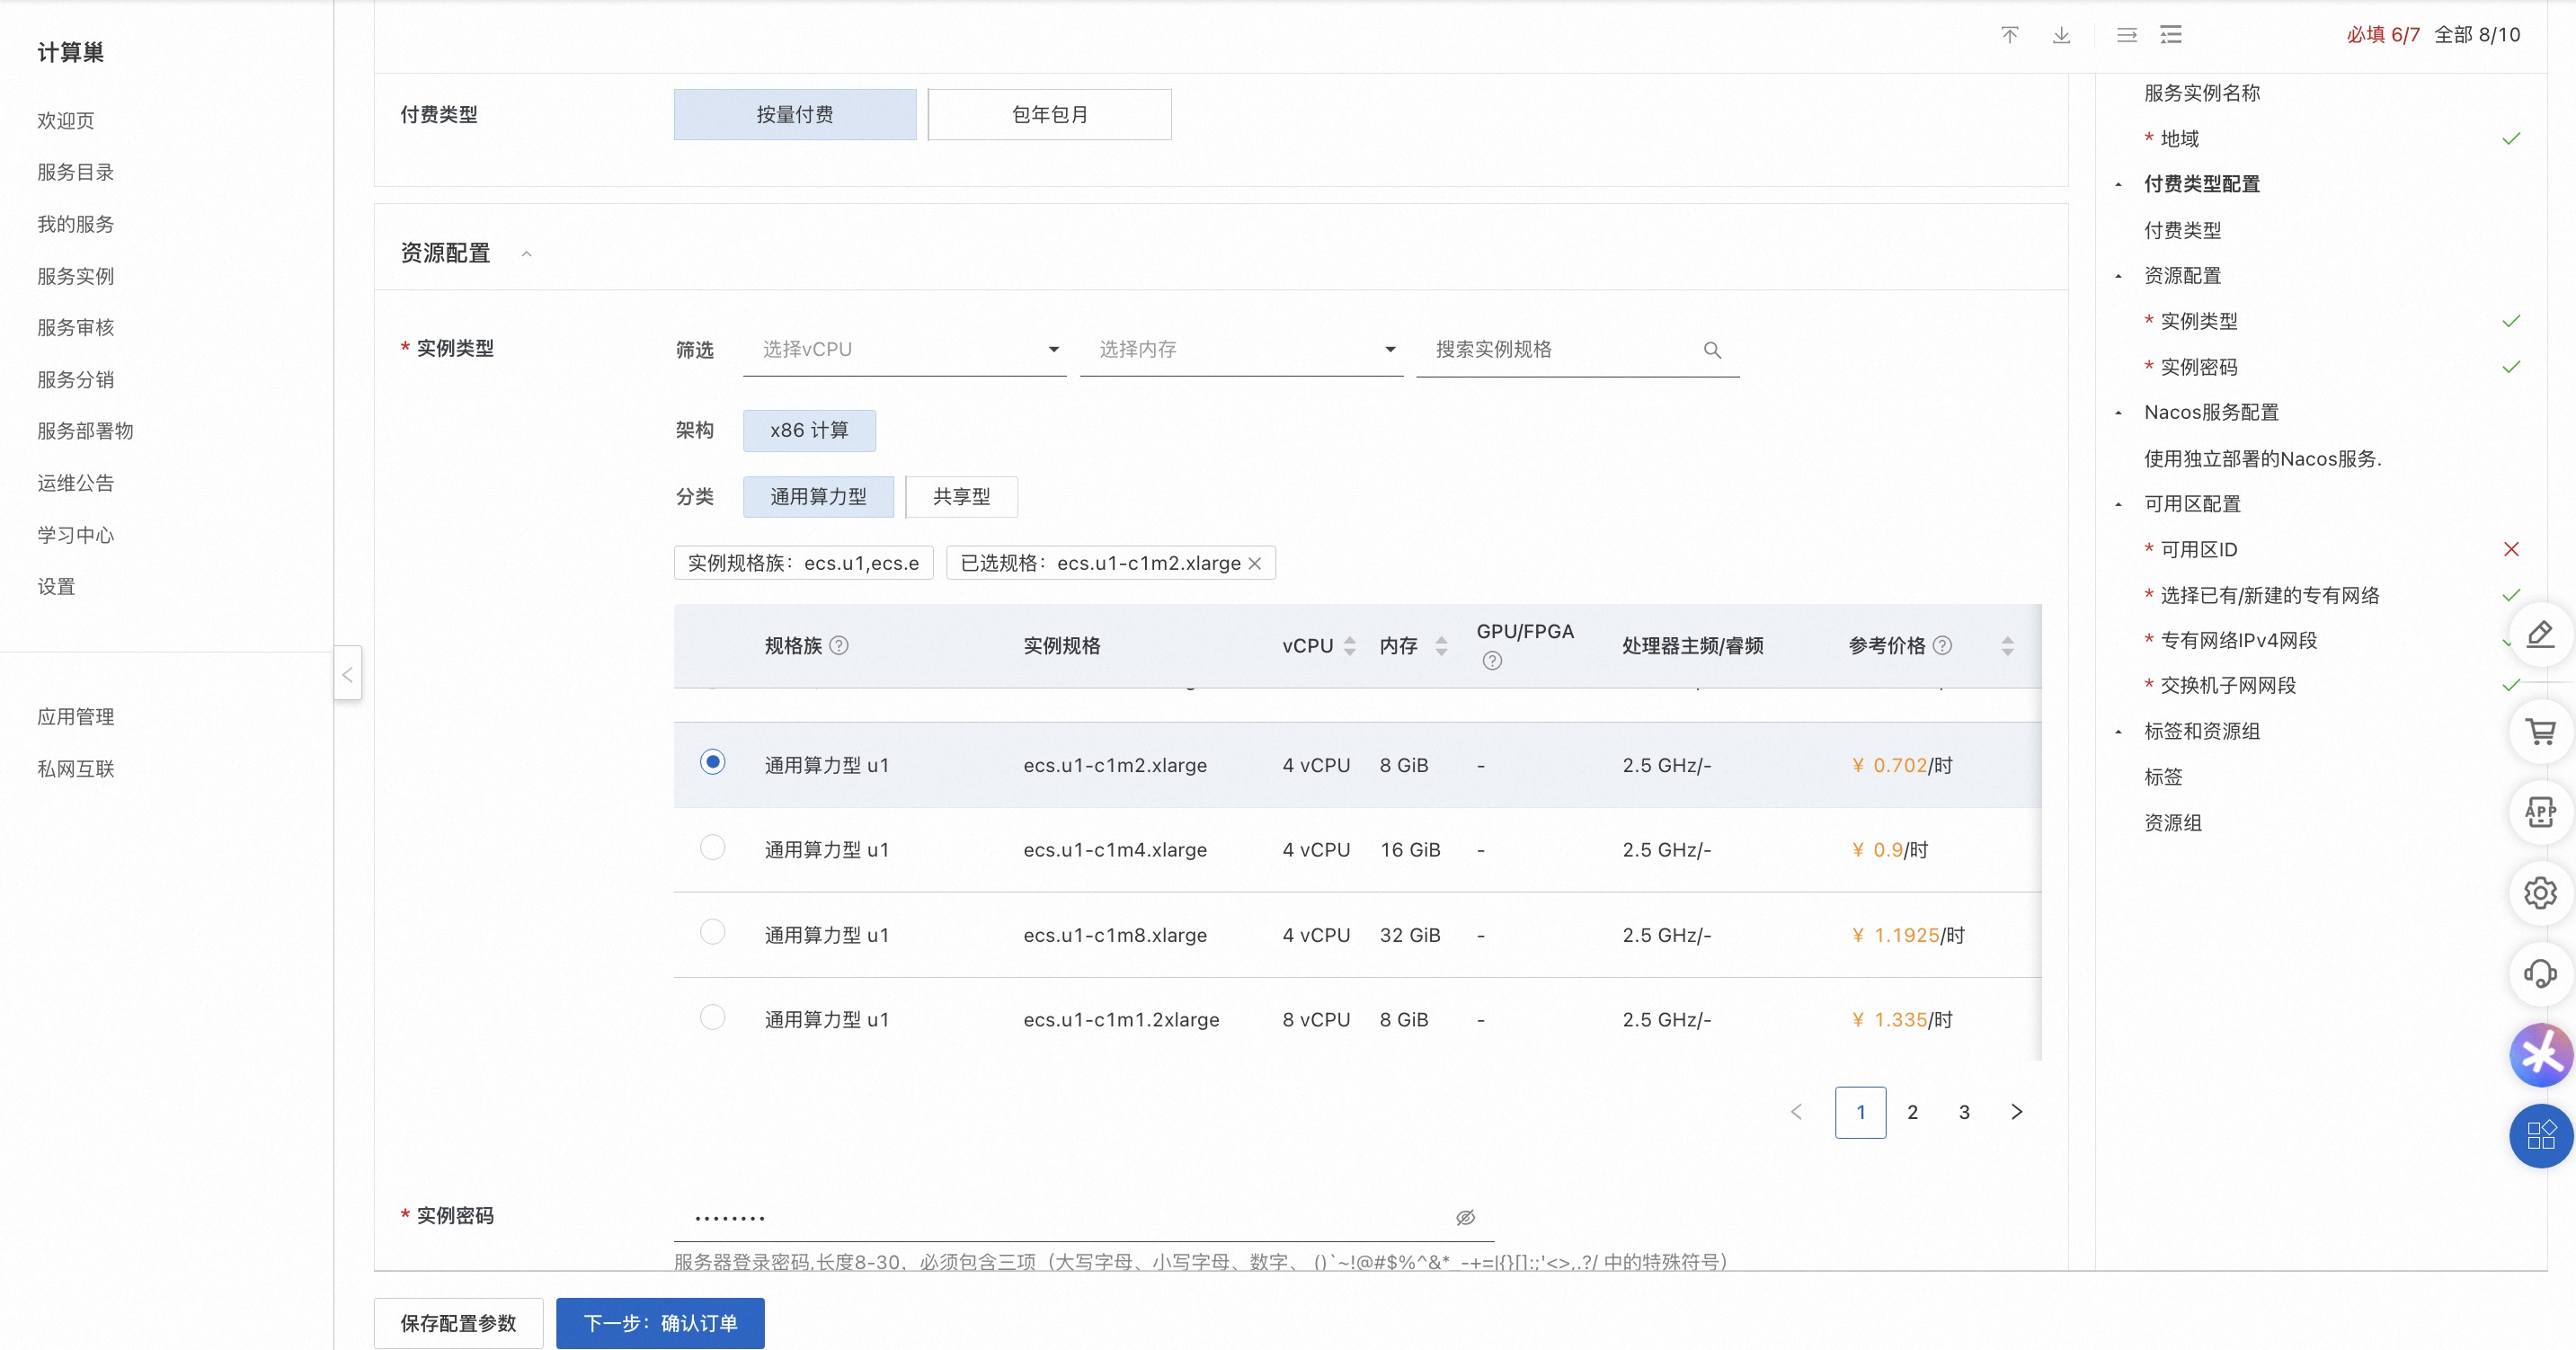 计算巢
欢迎页
服务目录
我的服务
服务实例
服务审核
服务分销
服务部署物
运维公告
学习中心
设置
应用管理
私网互联
必填 6/7 全部 8/10
付费类型
按量付费
包年包月
资源配置
* 实例类型
筛选 选择vCPU 选择内存 搜索实例规格
架构 x86 计算
分类 通用算力型 共享型
实例规格族：ecs.u1,ecs.e 已选规格：ecs.u1-c1m2.xlarge
规格族 实例规格 vCPU 内存 GPU/FPGA 处理器主频/睿频 参考价格
通用算力型 u1 ecs.u1-c1m2.xlarge 4 vCPU 8 GiB - 2.5 GHz/- ¥ 0.702/时
通用算力型 u1 ecs.u1-c1m4.xlarge 4 vCPU 16 GiB - 2.5 GHz/- ¥ 0.9/时
通用算力型 u1 ecs.u1-c1m8.xlarge 4 vCPU 32 GiB - 2.5 GHz/- ¥ 1.1925/时
通用算力型 u1 ecs.u1-c1m1.2xlarge 8 vCPU 8 GiB - 2.5 GHz/- ¥ 1.335/时
1 2 3
* 实例密码 ••••••••
服务器登录密码,长度8-30，必须包含三项（大写字母、小写字母、数字、 ()`~!@#$%^&*_-+=|{}[]:;'<>,.?/ 中的特殊符号）
保存配置参数
下一步：确认订单
服务实例名称
* 地域
付费类型配置
付费类型
资源配置
* 实例类型
* 实例密码
Nacos服务配置
使用独立部署的Nacos服务.
可用区配置
* 可用区ID
* 选择已有/新建的专有网络
* 专有网络IPv4网段
* 交换机子网网段
标签和资源组
标签
资源组
APP